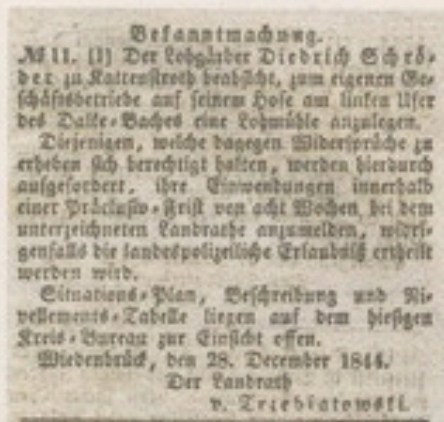 Bekanntmachung.
№ 11. (1) Der Lohgärber Diedrich Schrö-
der zu Kattenstroth beabsicht, zum eigenen Ge-
schäftsbetriebe auf seinem Hofe am linken Ufer
des Dalke-Baches eine Lohmühle anzulegen.
Diejenigen, welche dagegen Widersprüche zu
erheben sich berechtigt halten, werden hierdurch
aufgefordert, ihre Einwendungen innerhalb
einer Präclusiv-Frist von acht Wochen bei dem
unterzeichneten Landrathe anzumelden, widri-
genfalls die landespolizeiliche Erlaubniß ertheilt
werden wird.
Situations-Plan, Beschreibung und Ni-
vellements-Tabelle liegen auf dem hiesigen
Kreis-Bureau zur Einsicht offen.
Wiedenbrück, den 28. December 1844.
Der Landrath
v. Trzebiatowski.